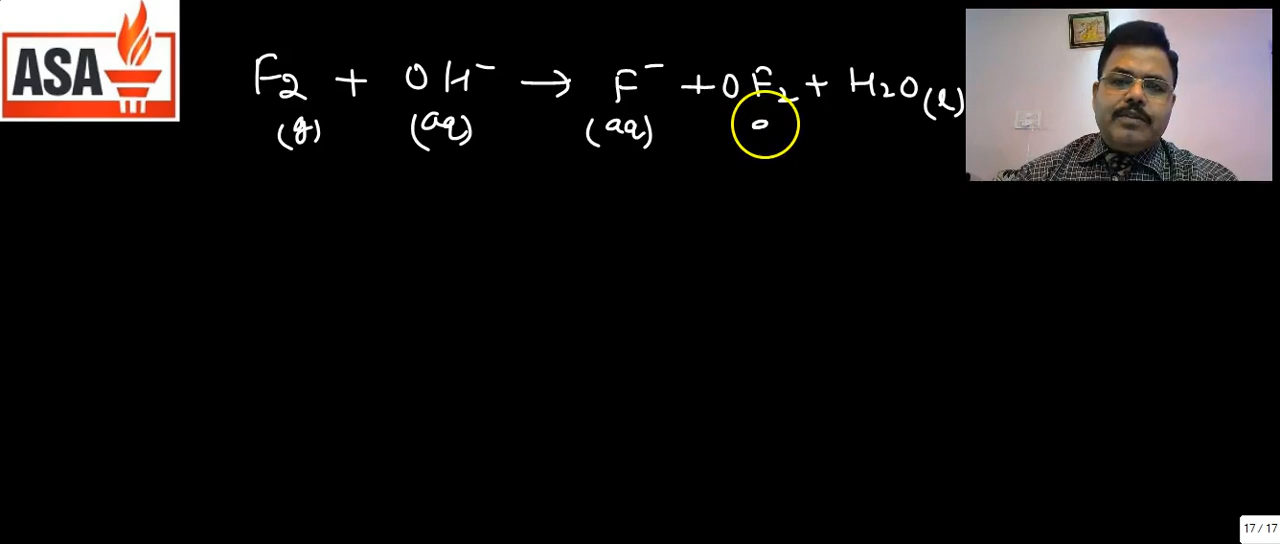 ASA
F₂ + OH⁻ → F⁻ + OF₂ + H₂O(l)
(g) (aq) (aq)
17 / 17